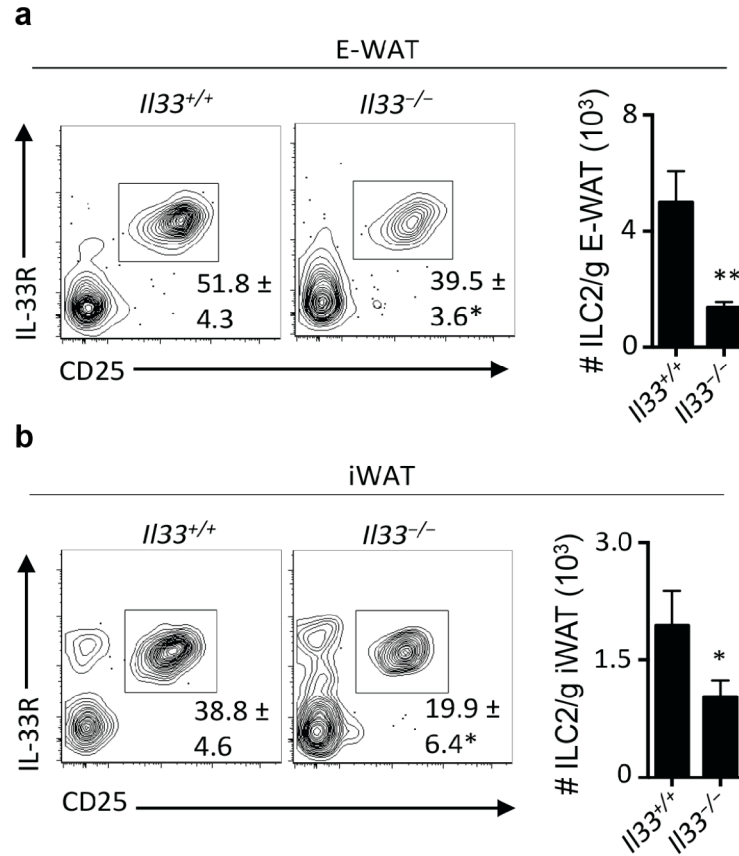 a
E-WAT
Il33+/+
Il33−/−
IL-33R
51.8 ±
4.3
39.5 ±
3.6*
CD25
# ILC2/g E-WAT (10³)
8
4
0
**
Il33+/+
Il33−/−
b
iWAT
Il33+/+
Il33−/−
IL-33R
38.8 ±
4.6
19.9 ±
6.4*
CD25
# ILC2/g iWAT (10³)
3.0
1.5
0
*
Il33+/+
Il33−/−